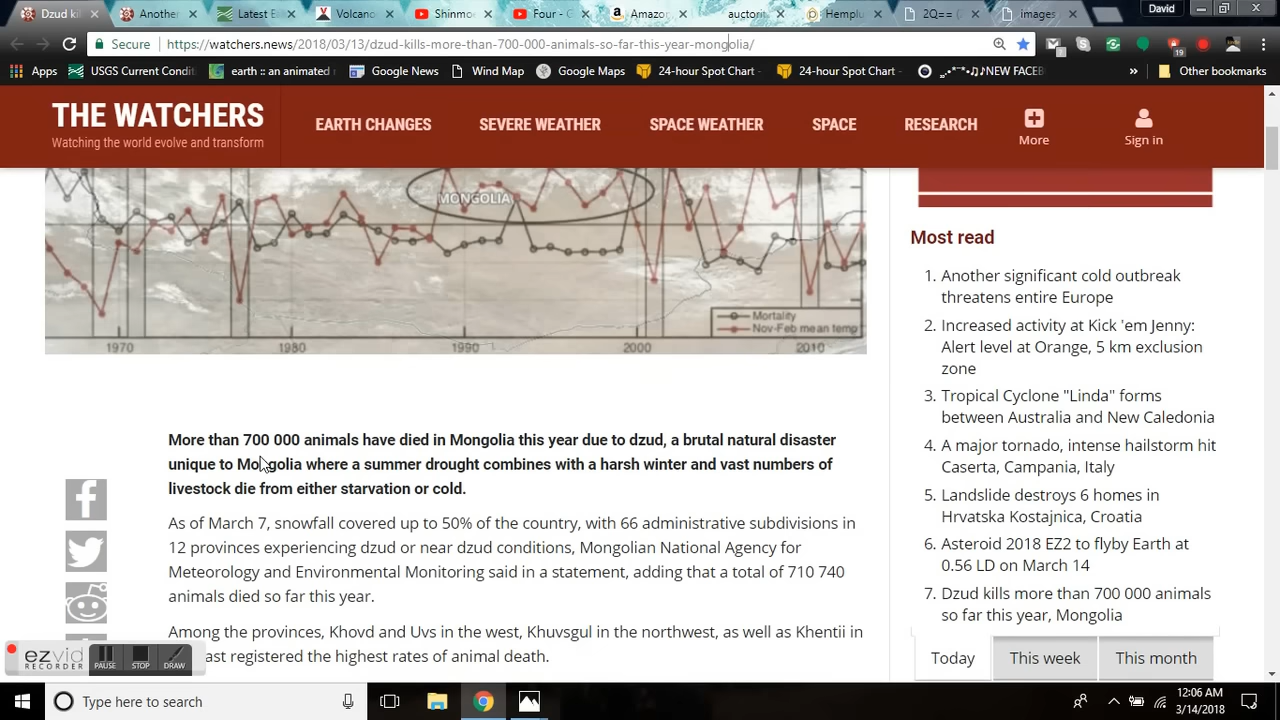 Dzud kil
Another
Latest E
Volcano
Shinmo
Four - G
Amazo
auctorit
Hemplu
2Q== (
images
David
Secure
https://watchers.news/2018/03/13/dzud-kills-more-than-700-000-animals-so-far-this-year-mongolia/
19
Apps
USGS Current Condit
earth :: an animated
Google News
Wind Map
Google Maps
24-hour Spot Chart -
24-hour Spot Chart -
NEW FACEB
Other bookmarks
THE WATCHERS
Watching the world evolve and transform
EARTH CHANGES
SEVERE WEATHER
SPACE WEATHER
SPACE
RESEARCH
More
Sign in
MONGOLIA
Mortality
Nov-Feb mean temp
1970
1980
1990
2000
2010
More than 700 000 animals have died in Mongolia this year due to dzud, a brutal natural disaster
unique to Mongolia where a summer drought combines with a harsh winter and vast numbers of
livestock die from either starvation or cold.
As of March 7, snowfall covered up to 50% of the country, with 66 administrative subdivisions in
12 provinces experiencing dzud or near dzud conditions, Mongolian National Agency for
Meteorology and Environmental Monitoring said in a statement, adding that a total of 710 740
animals died so far this year.
Among the provinces, Khovd and Uvs in the west, Khuvsgul in the northwest, as well as Khentii in
ast registered the highest rates of animal death.
Most read
1. Another significant cold outbreak
threatens entire Europe
2. Increased activity at Kick 'em Jenny:
Alert level at Orange, 5 km exclusion
zone
3. Tropical Cyclone "Linda" forms
between Australia and New Caledonia
4. A major tornado, intense hailstorm hit
Caserta, Campania, Italy
5. Landslide destroys 6 homes in
Hrvatska Kostajnica, Croatia
6. Asteroid 2018 EZ2 to flyby Earth at
0.56 LD on March 14
7. Dzud kills more than 700 000 animals
so far this year, Mongolia
Today
This week
This month
ezvid
RECORDER
PAUSE
STOP
DRAW
Type here to search
12:06 AM
3/14/2018